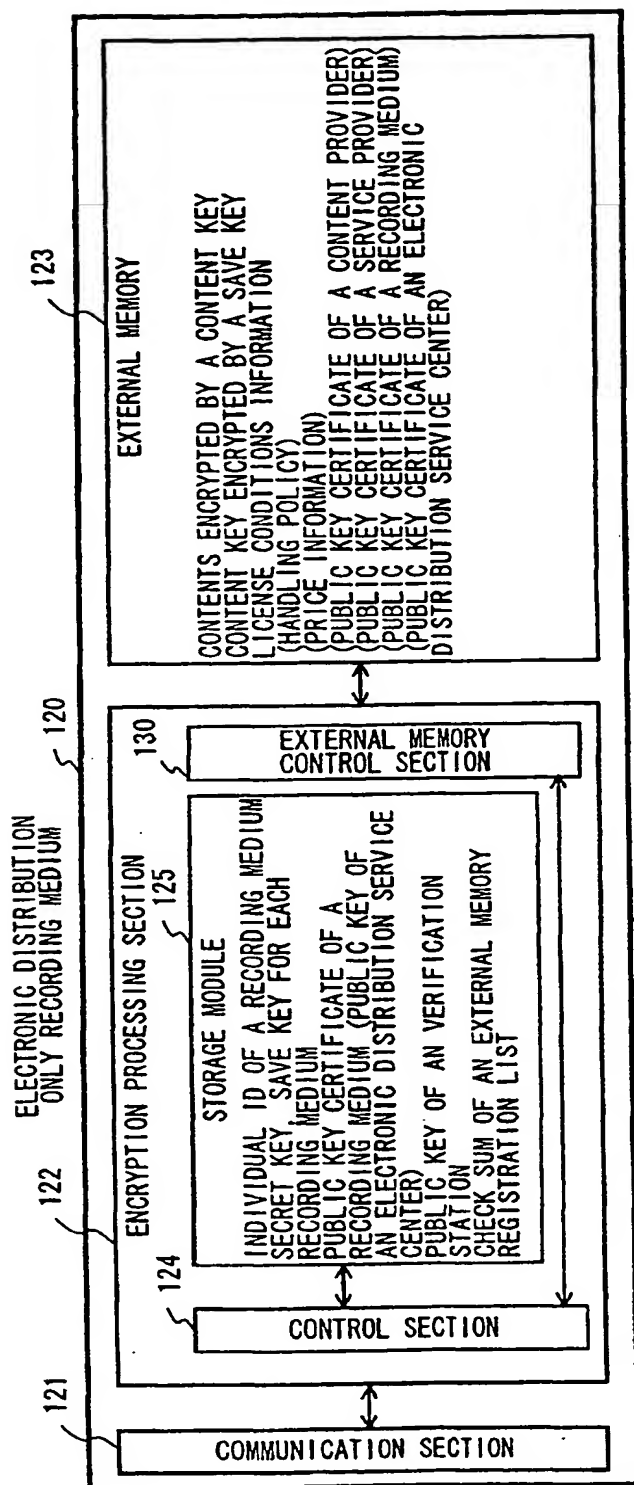 ELECTRONIC DISTRIBUTION
ONLY RECORDING MEDIUM
120
121
COMMUNICATION SECTION
122
ENCRYPTION PROCESSING SECTION
124
CONTROL SECTION
125
STORAGE MODULE
INDIVIDUAL ID OF A RECORDING MEDIUM
SECRET KEY, SAVE KEY FOR EACH
RECORDING MEDIUM
PUBLIC KEY CERTIFICATE OF A
RECORDING MEDIUM (PUBLIC KEY OF
AN ELECTRONIC DISTRIBUTION SERVICE
CENTER)
PUBLIC KEY OF AN VERIFICATION
STATION
CHECK SUM OF AN EXTERNAL MEMORY
REGISTRATION LIST
130
EXTERNAL MEMORY
CONTROL SECTION
123
EXTERNAL MEMORY
CONTENTS ENCRYPTED BY A CONTENT KEY
CONTENT KEY ENCRYPTED BY A SAVE KEY
LICENSE CONDITIONS INFORMATION
(HANDLING POLICY)
(PRICE INFORMATION)
(PUBLIC KEY CERTIFICATE OF A CONTENT PROVIDER)
(PUBLIC KEY CERTIFICATE OF A SERVICE PROVIDER)
(PUBLIC KEY CERTIFICATE OF A RECORDING MEDIUM)
(PUBLIC KEY CERTIFICATE OF AN ELECTRONIC
DISTRIBUTION SERVICE CENTER)